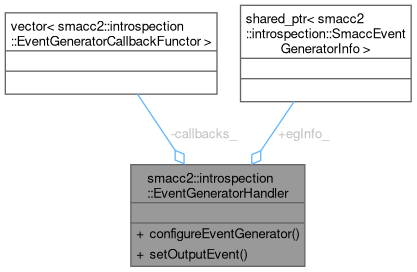 vector< smacc2::introspection
::EventGeneratorCallbackFunctor >
shared_ptr< smacc2
::introspection::SmaccEvent
GeneratorInfo >
-callbacks_
+egInfo_
smacc2::introspection
::EventGeneratorHandler
+ configureEventGenerator()
+ setOutputEvent()